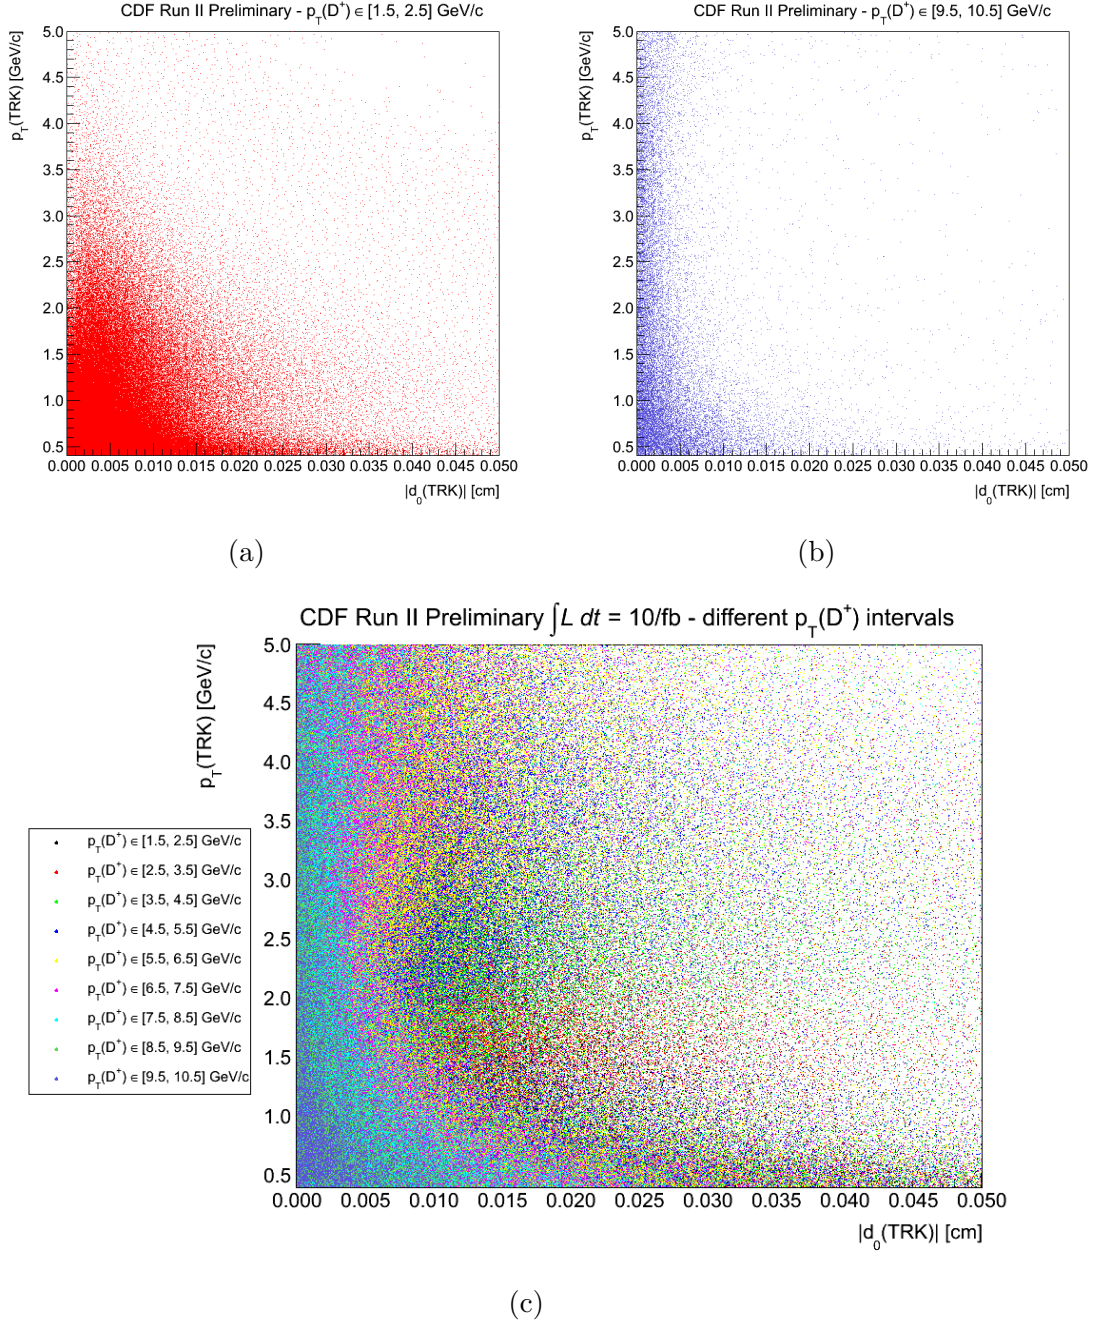 CDF Run II Preliminary - p_T(D⁺) ∈ [1.5, 2.5] GeV/c
p_T(TRK) [GeV/c]
5.0
4.5
4.0
3.5
3.0
2.5
2.0
1.5
1.0
0.5
0.000 0.005 0.010 0.015 0.020 0.025 0.030 0.035 0.040 0.045 0.050
|d_0(TRK)| [cm]
(a)
CDF Run II Preliminary - p_T(D⁺) ∈ [9.5, 10.5] GeV/c
p_T(TRK) [GeV/c]
5.0
4.5
4.0
3.5
3.0
2.5
2.0
1.5
1.0
0.5
0.000 0.005 0.010 0.015 0.020 0.025 0.030 0.035 0.040 0.045 0.050
|d_0(TRK)| [cm]
(b)
CDF Run II Preliminary ∫L dt = 10/fb - different p_T(D⁺) intervals
p_T(TRK) [GeV/c]
5.0
4.5
4.0
3.5
3.0
2.5
2.0
1.5
1.0
0.5
0.000 0.005 0.010 0.015 0.020 0.025 0.030 0.035 0.040 0.045 0.050
|d_0(TRK)| [cm]
p_T(D⁺) ∈ [1.5, 2.5] GeV/c
p_T(D⁺) ∈ [2.5, 3.5] GeV/c
p_T(D⁺) ∈ [3.5, 4.5] GeV/c
p_T(D⁺) ∈ [4.5, 5.5] GeV/c
p_T(D⁺) ∈ [5.5, 6.5] GeV/c
p_T(D⁺) ∈ [6.5, 7.5] GeV/c
p_T(D⁺) ∈ [7.5, 8.5] GeV/c
p_T(D⁺) ∈ [8.5, 9.5] GeV/c
p_T(D⁺) ∈ [9.5, 10.5] GeV/c
(c)